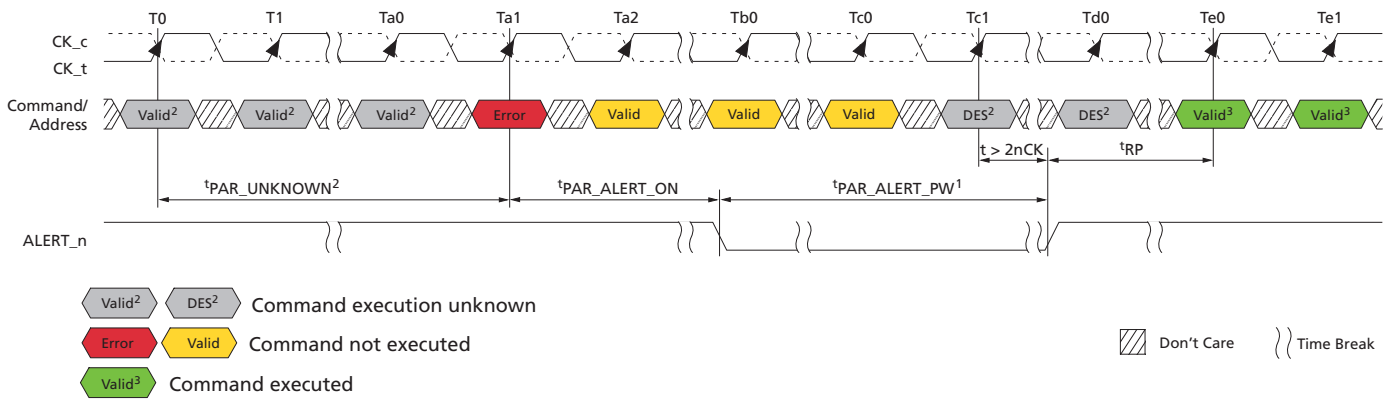 T0 T1 Ta0 Ta1 Ta2 Tb0 Tc0 Tc1 Td0 Te0 Te1
CK_c
CK_t
Command/
Address
Valid² Valid² Valid² Error Valid Valid Valid DES² DES² Valid³ Valid³
t > 2nCK tRP
tPAR_UNKNOWN² tPAR_ALERT_ON tPAR_ALERT_PW¹
ALERT_n
Valid² DES² Command execution unknown
Error Valid Command not executed
Don't Care Time Break
Valid³ Command executed